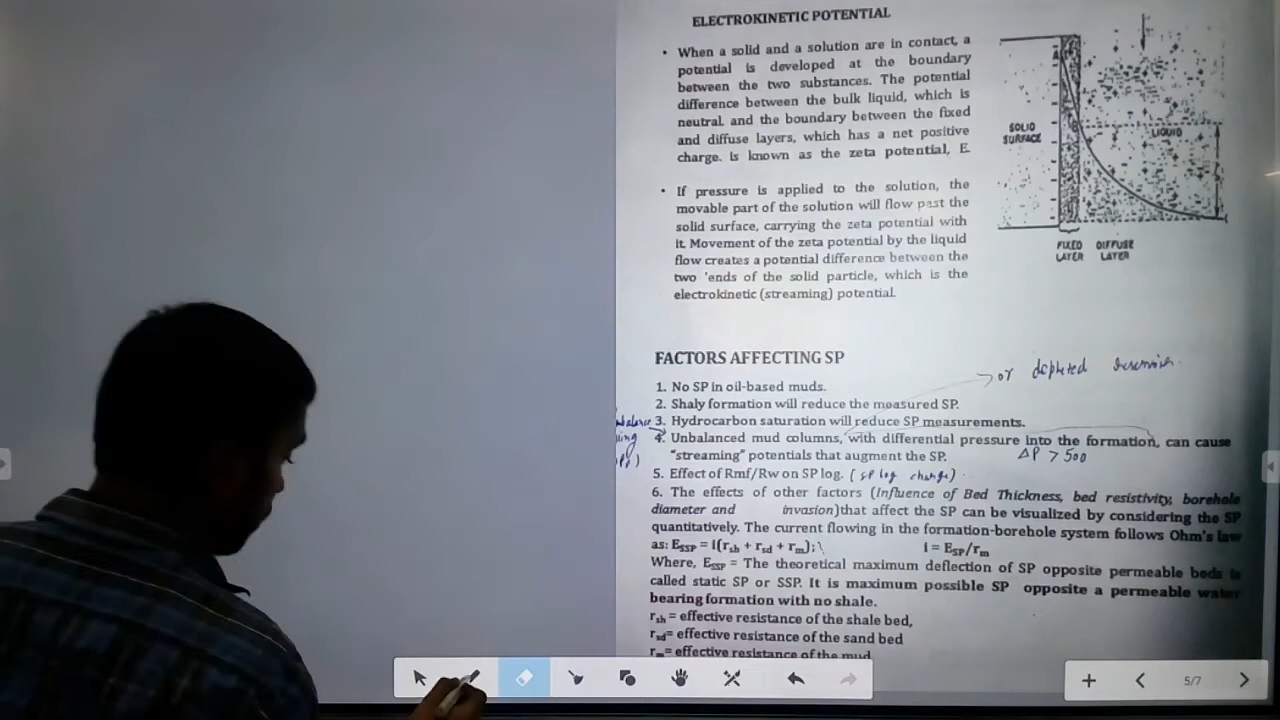 ELECTROKINETIC POTENTIAL
• When a solid and a solution are in contact, a
potential is developed at the boundary
between the two substances. The potential
difference between the bulk liquid, which is
neutral. and the boundary between the fixed
and diffuse layers, which has a net positive
charge. is known as the zeta potential, E.
• If pressure is applied to the solution, the
movable part of the solution will flow past the
solid surface, carrying the zeta potential with
it. Movement of the zeta potential by the liquid
flow creates a potential difference between the
two 'ends of the solid particle, which is the
electrokinetic (streaming) potential.
SOLID
SURFACE
LIQUID
FIXED DIFFUSE
LAYER LAYER
FACTORS AFFECTING SP
→ or depleted
1. No SP in oil-based muds.
2. Shaly formation will reduce the measured SP.
3. Hydrocarbon saturation will reduce SP measurements.
4. Unbalanced mud columns, with differential pressure into the formation, can cause
"streaming" potentials that augment the SP.
ΔP > 500
5. Effect of Rmf/Rw on SP log. (SP log change).
6. The effects of other factors (Influence of Bed Thickness, bed resistivity, borehole
diameter and invasion)that affect the SP can be visualized by considering the SP
quantitatively. The current flowing in the formation-borehole system follows Ohm's law
as: ESSP = I(rsh + rsd + rm);\ I = ESP/rm
Where, ESSP = The theoretical maximum deflection of SP opposite permeable beds is
called static SP or SSP. It is maximum possible SP opposite a permeable water
bearing formation with no shale.
rsh = effective resistance of the shale bed,
rsd= effective resistance of the sand bed
rm= effective resistance of the mud
5/7